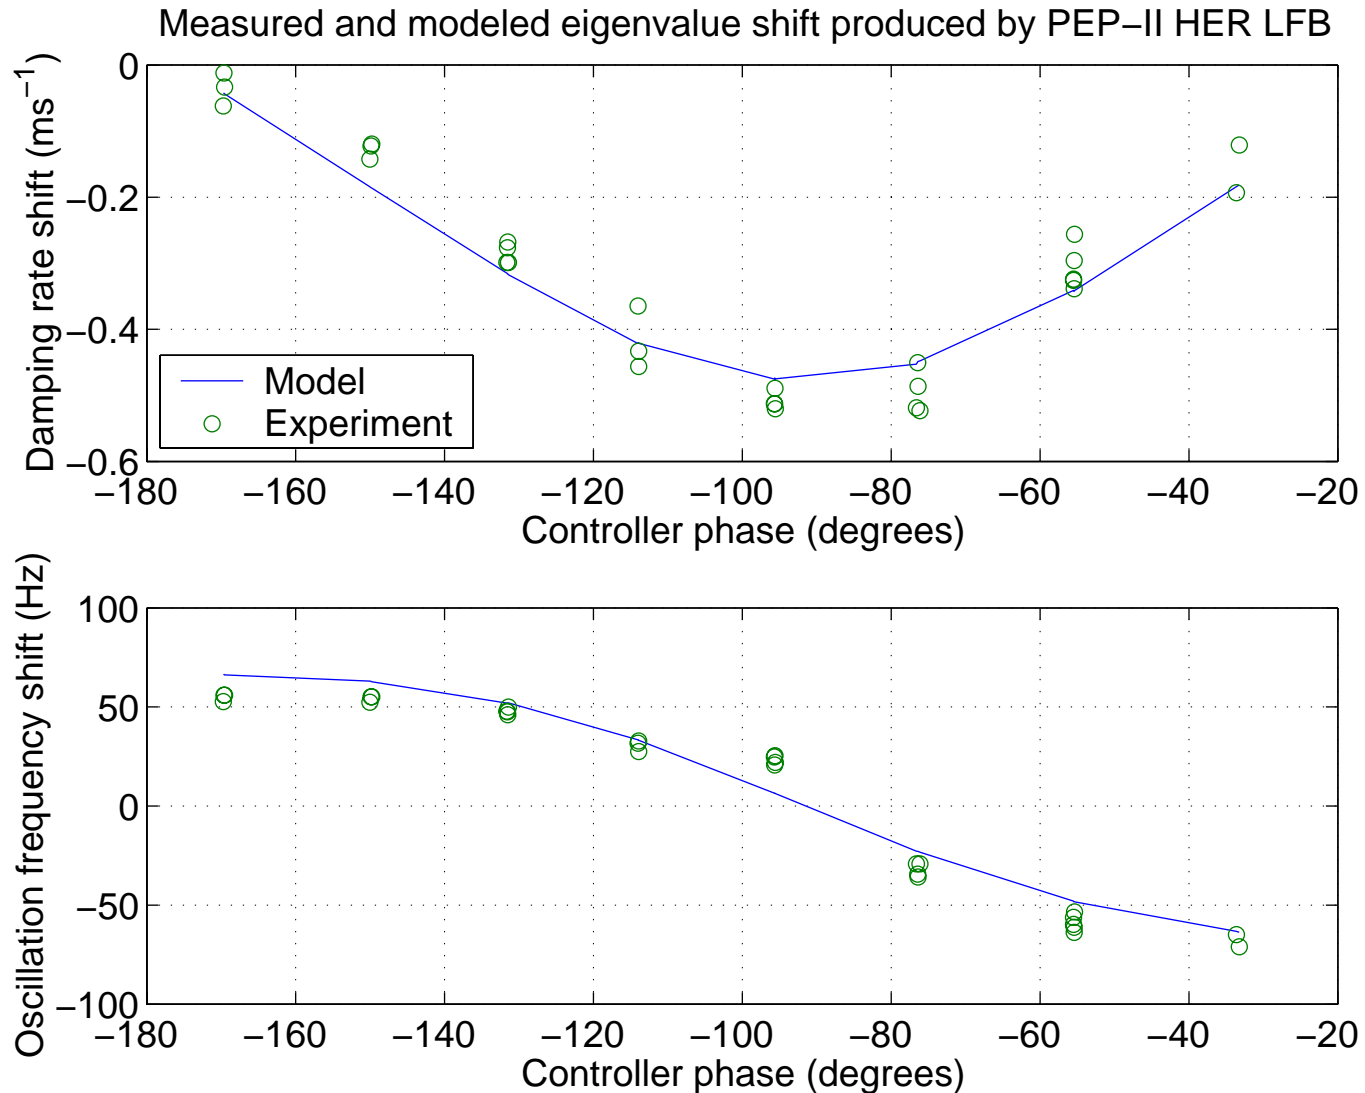 Measured and modeled eigenvalue shift produced by PEP−II HER LFB
Damping rate shift (ms⁻¹)
0
−0.2
−0.4
−0.6
Model
Experiment
−180 −160 −140 −120 −100 −80 −60 −40 −20
Controller phase (degrees)
Oscillation frequency shift (Hz)
100
50
0
−50
−100
−180 −160 −140 −120 −100 −80 −60 −40 −20
Controller phase (degrees)